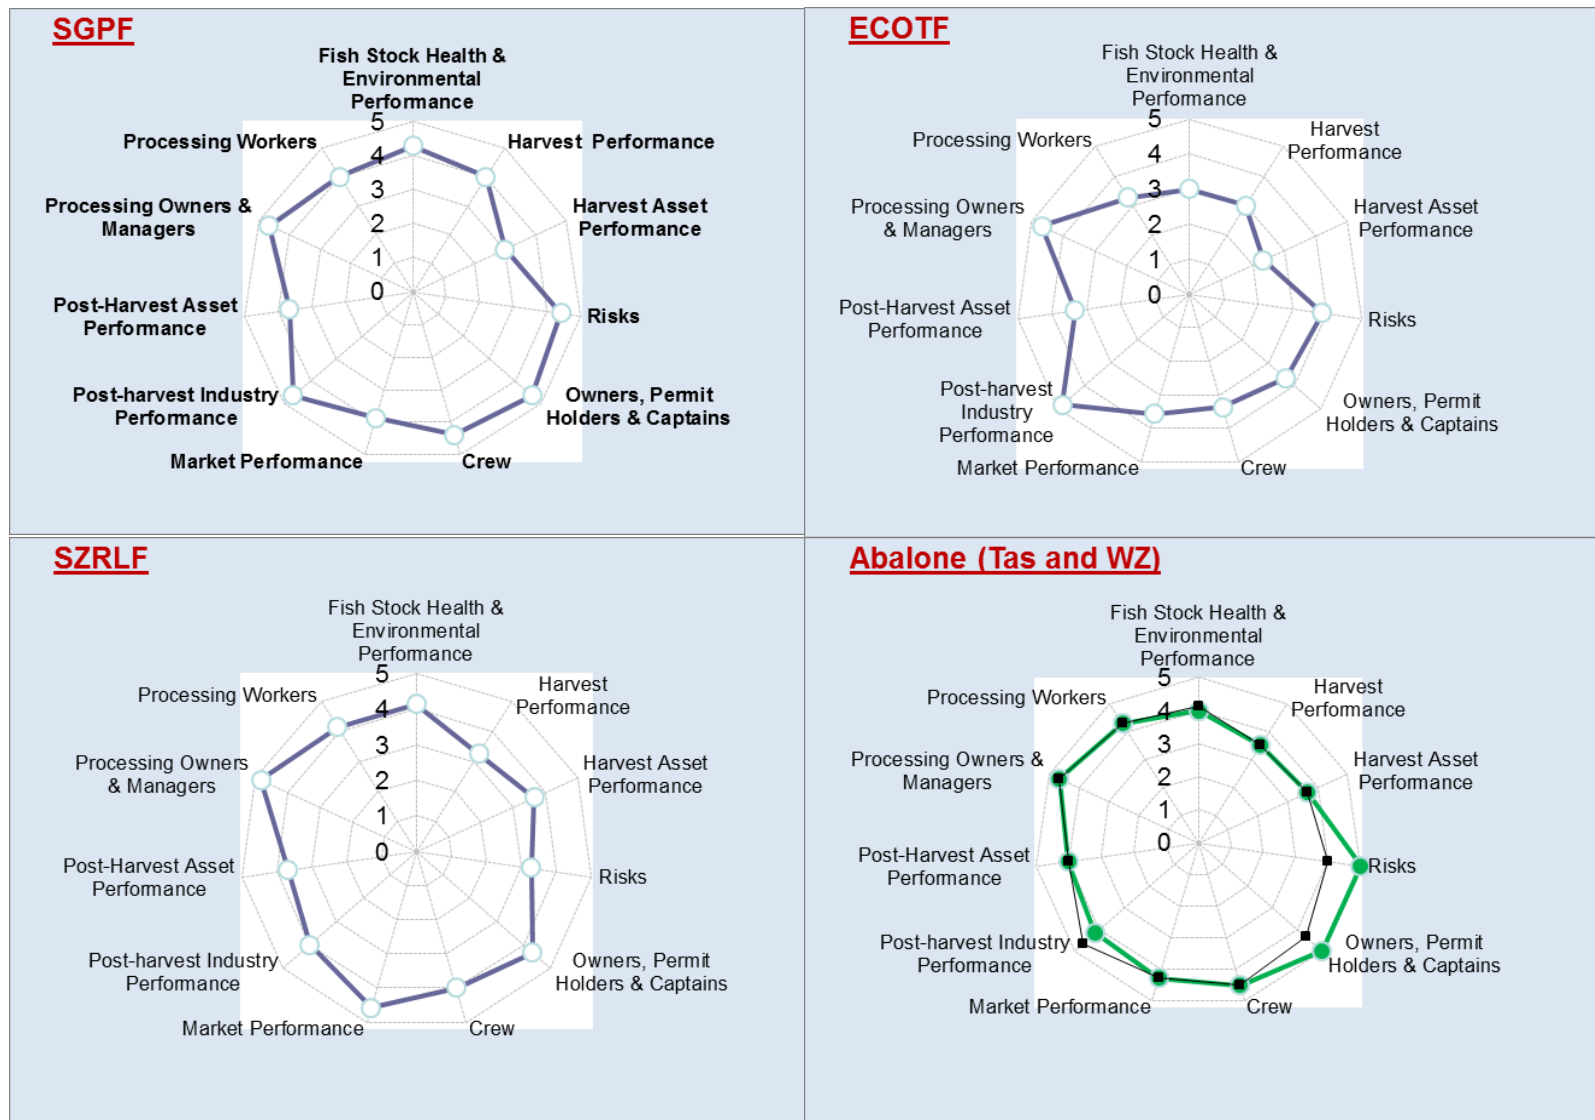 SGPF
Fish Stock Health &
Environmental
Performance
Processing Workers
Harvest Performance
Processing Owners &
Managers
Harvest Asset
Performance
Post-Harvest Asset
Performance
Risks
Post-harvest Industry
Performance
Owners, Permit
Holders & Captains
Market Performance
Crew
5
4
3
2
1
0
ECOTF
Fish Stock Health &
Environmental
Performance
Processing Workers
Harvest
Performance
Processing Owners
& Managers
Harvest Asset
Performance
Post-Harvest Asset
Performance
Risks
Post-harvest
Industry
Performance
Owners, Permit
Holders & Captains
Market Performance
Crew
5
4
3
2
1
0
SZRLF
Fish Stock Health &
Environmental
Performance
Processing Workers
Harvest
Performance
Processing Owners
& Managers
Harvest Asset
Performance
Post-Harvest Asset
Performance
Risks
Post-harvest Industry
Performance
Owners, Permit
Holders & Captains
Market Performance
Crew
5
4
3
2
1
0
Abalone (Tas and WZ)
Fish Stock Health &
Environmental
Performance
Processing Workers
Harvest
Performance
Processing Owners &
Managers
Harvest Asset
Performance
Post-Harvest Asset
Performance
Risks
Post-harvest Industry
Performance
Owners, Permit
Holders & Captains
Market Performance
Crew
5
4
3
2
1
0